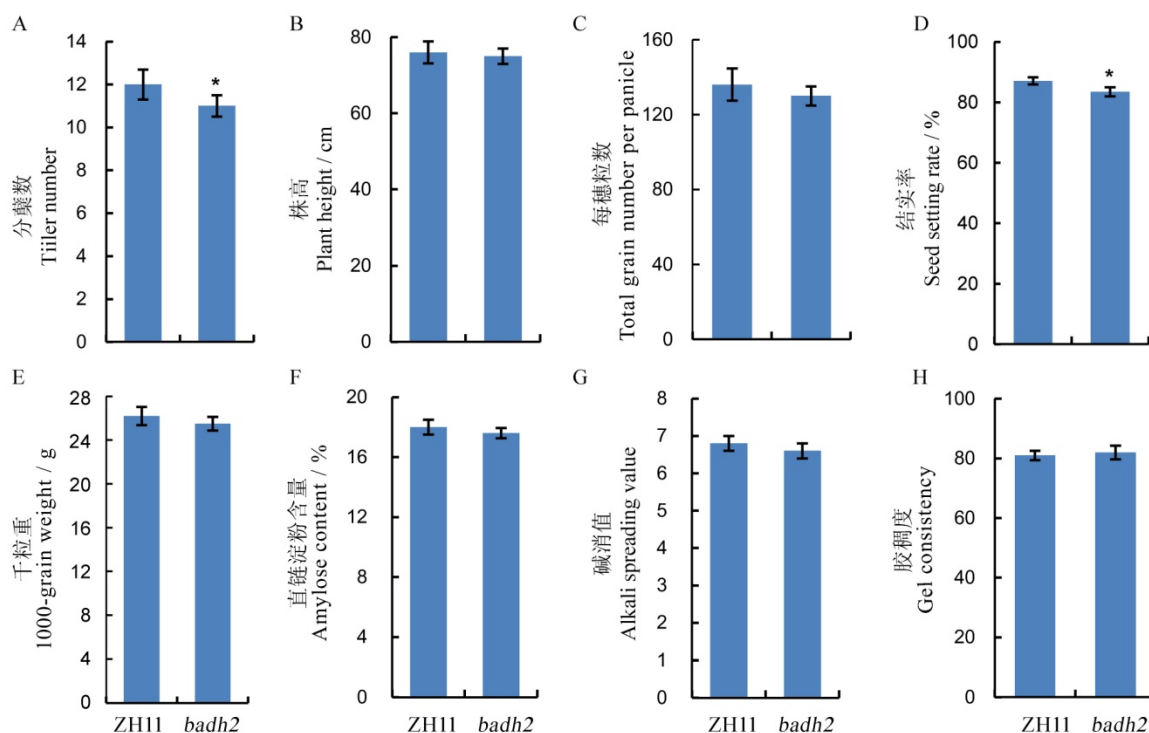 A
14
12
10
8
6
4
2
0
分蘖数
Tiiler number
*
B
80
60
40
20
0
株高
Plant height / cm
C
160
130
100
70
40
0
每穗粒数
Total grain number per panicle
D
100
80
60
40
20
0
结实率
Seed setting rate / %
*
E
28
24
20
16
12
8
4
0
千粒重
1000-grain weight / g
ZH11 badh2
F
20
16
12
8
4
0
直链淀粉含量
Amylose content / %
ZH11 badh2
G
8
7
6
5
4
3
2
1
0
碱消值
Alkali spreading value
ZH11 badh2
H
100
80
60
40
20
0
胶稠度
Gel consistency
ZH11 badh2